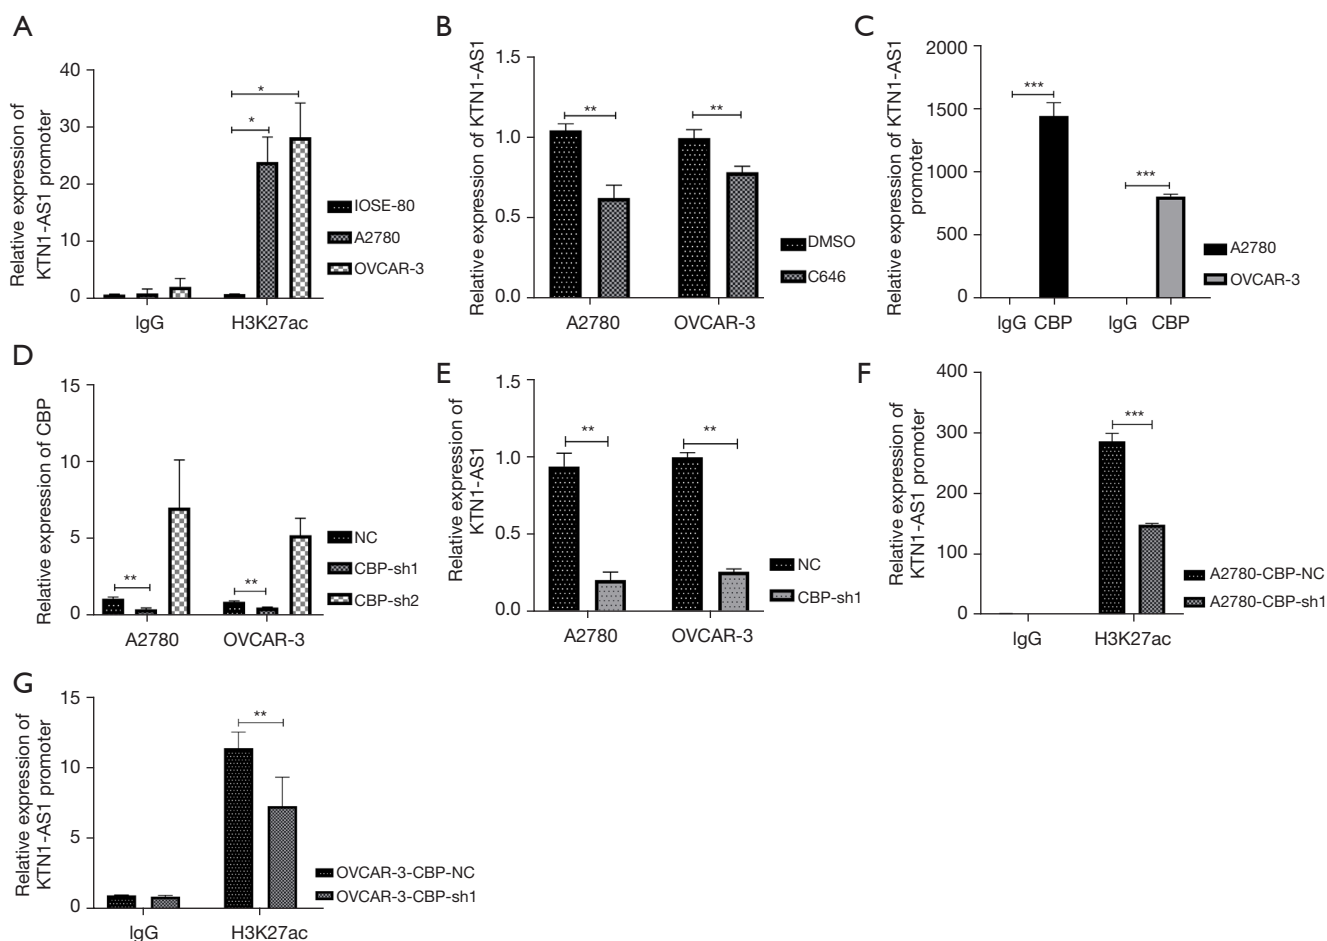 A
Relative expression of
KTN1-AS1 promoter
40
30
20
10
0
*
*
IgG
H3K27ac
IOSE-80
A2780
OVCAR-3
B
Relative expression of KTN1-AS1
1.5
1.0
0.5
0.0
**
**
A2780
OVCAR-3
DMSO
C646
C
Relative expression of KTN1-AS1
promoter
2000
1500
1000
500
0
***
***
IgG CBP
IgG CBP
A2780
OVCAR-3
D
Relative expression of CBP
15
10
5
0
**
**
A2780
OVCAR-3
NC
CBP-sh1
CBP-sh2
E
Relative expression of
KTN1-AS1
1.5
1.0
0.5
0.0
**
**
A2780
OVCAR-3
NC
CBP-sh1
F
Relative expression of
KTN1-AS1 promoter
400
300
200
100
0
***
IgG
H3K27ac
A2780-CBP-NC
A2780-CBP-sh1
G
Relative expression of
KTN1-AS1 promoter
15
10
5
0
**
IgG
H3K27ac
OVCAR-3-CBP-NC
OVCAR-3-CBP-sh1